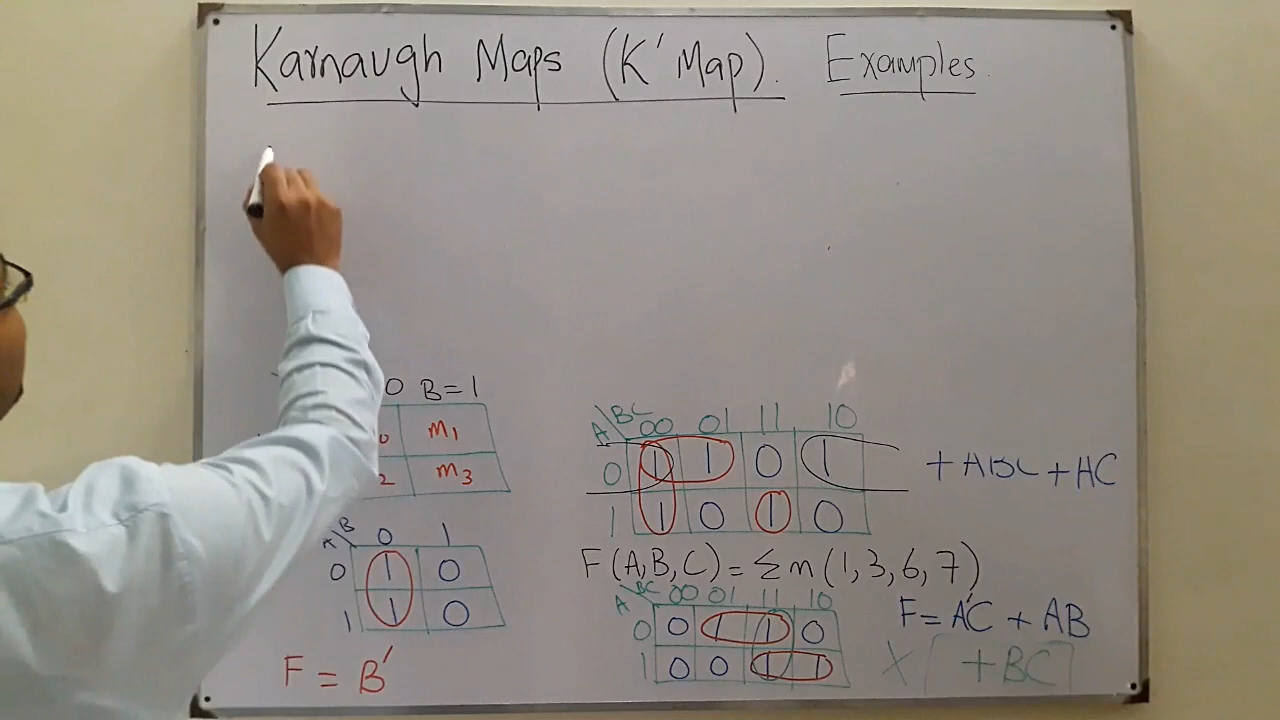 Karnaugh Maps (K' Map). Examples.
0 B=1
m1
2 m3
A\B 0 1
0 1 0
1 1 0
F = B'
A\BC 00 01 11 10
0 1 1 0 1
1 1 0 1 0
+ ABC + AC
F(A,B,C) = Σm(1,3,6,7)
A\BC 00 01 11 10
0 0 1 1 0
1 0 0 1 1
F = A'C + AB
X + BC